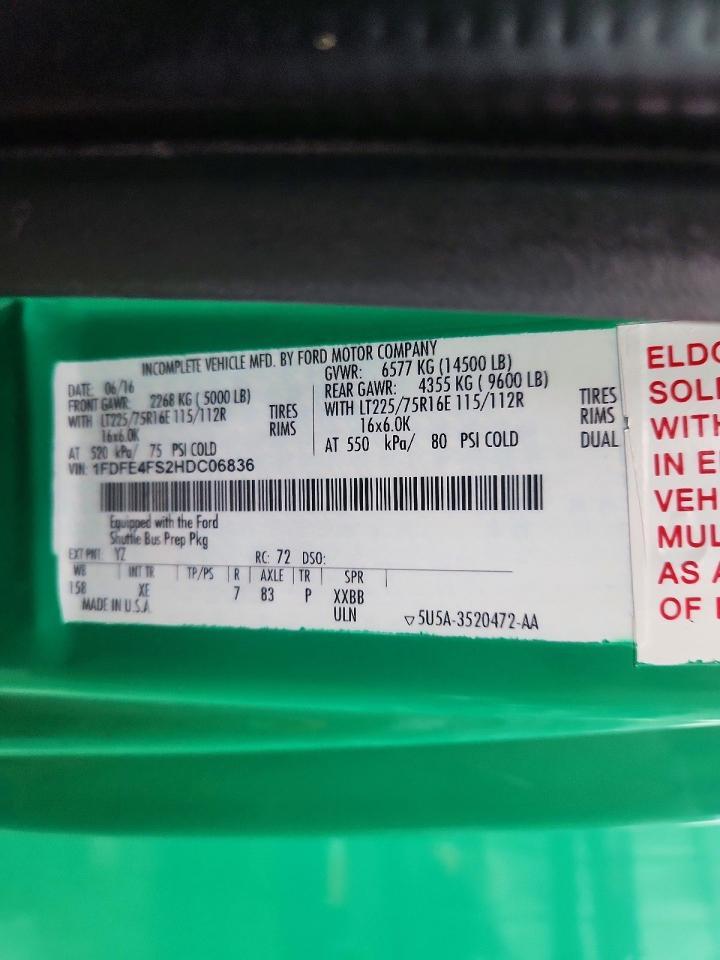 INCOMPLETE VEHICLE MFD. BY FORD MOTOR COMPANY
DATE: 06/16
GVWR: 6577 KG (14500 LB)
FRONT GAWR: 2268 KG ( 5000 LB)
REAR GAWR: 4355 KG ( 9600 LB)
WITH LT225/75R16E 115/112R TIRES
WITH LT225/75R16E 115/112R TIRES
16x6.0K RIMS
16x6.0K RIMS
AT 520 kPa/ 75 PSI COLD
AT 550 kPa/ 80 PSI COLD DUAL
VIN: 1FDFE4FS2HDC06836
Equipped with the Ford
Shuttle Bus Prep Pkg
EXT PNT: YZ RC: 72 DSO:
WB INT TR TP/PS R AXLE TR SPR
158 XE 7 83 P XXBB
MADE IN U.S.A. ULN ▽5U5A-3520472-AA
SOL
WITH
IN E
VEH
MUL
AS A
OF